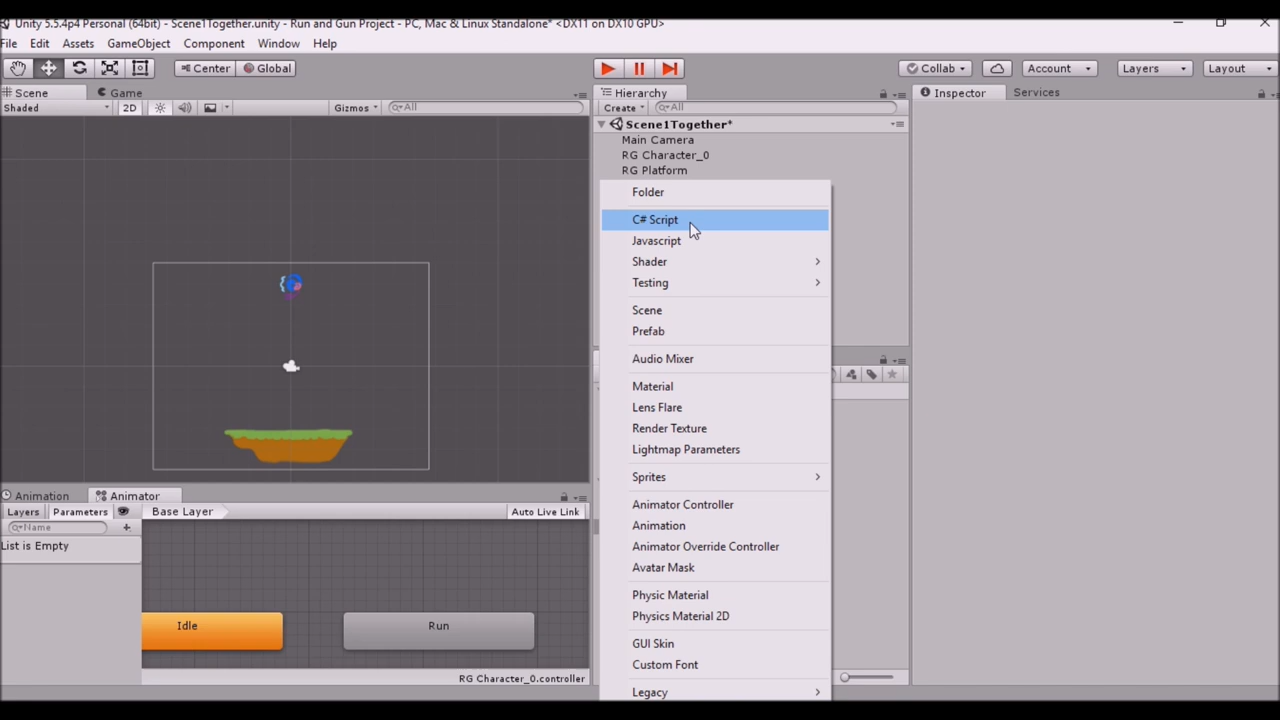 Unity 5.5.4p4 Personal (64bit) - Scene1Together.unity - Run and Gun Project - PC, Mac & Linux Standalone* <DX11 on DX10 GPU>
File Edit Assets GameObject Component Window Help
Center Global Collab Account Layers Layout
Scene Game Hierarchy Inspector Services
Shaded 2D Gizmos All Create All
Scene1Together*
Main Camera
RG Character_0
RG Platform
Folder
C# Script
Javascript
Shader
Testing
Scene
Prefab
Audio Mixer
Material
Lens Flare
Render Texture
Lightmap Parameters
Sprites
Animator Controller
Animation
Animator Override Controller
Avatar Mask
Physic Material
Physics Material 2D
GUI Skin
Custom Font
Legacy
Animation Animator
Layers Parameters Base Layer Auto Live Link
Name
List is Empty
Idle Run
RG Character_0.controller